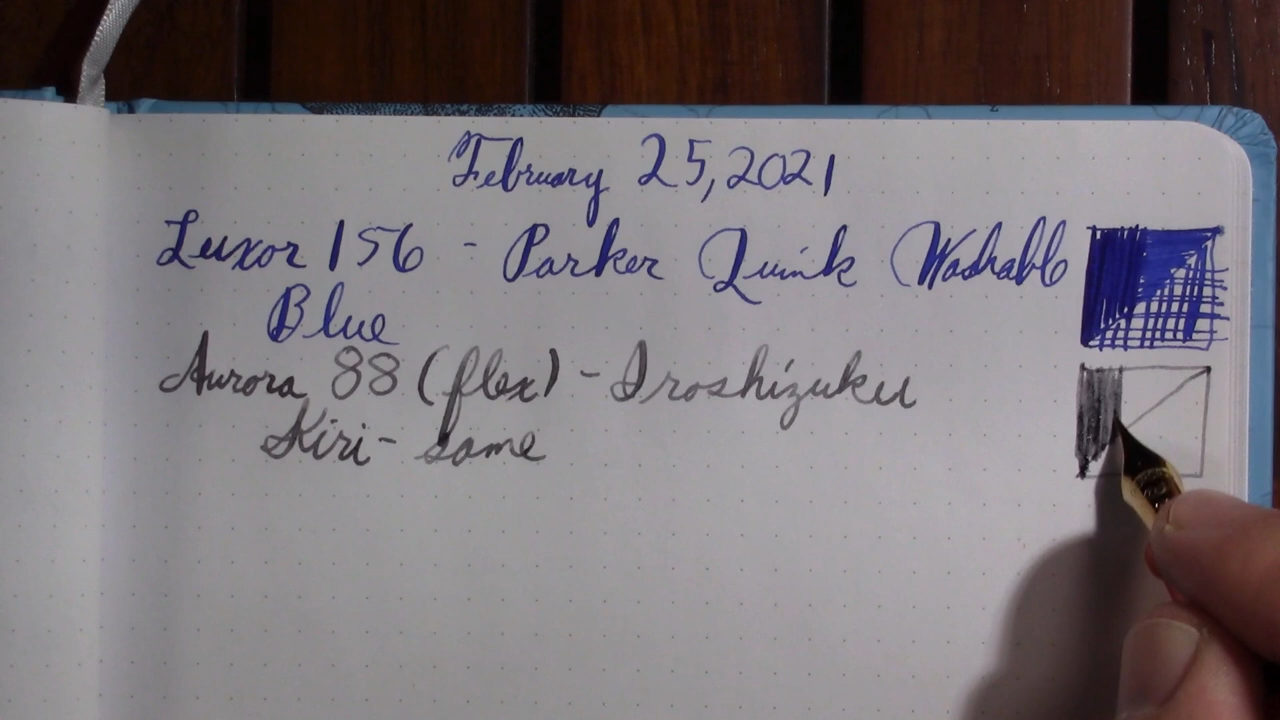 February 25, 2021
Luxor 156 - Parker Quink Washable
Blue
Aurora 88 (flex) - Iroshizuku
Kiri-same